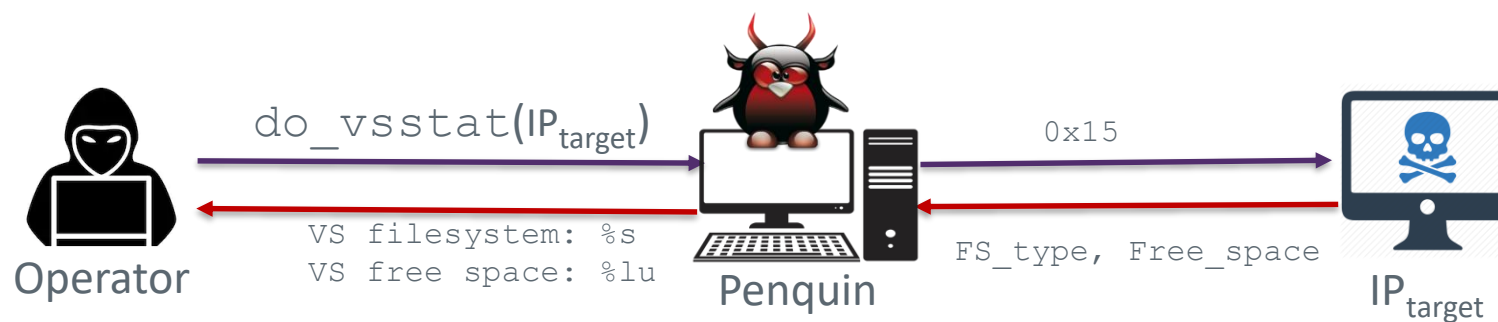 do_vsstat(IPtarget)
0x15
VS filesystem: %s
VS free space: %lu
FS_type, Free_space
Operator
Penquin
IPtarget